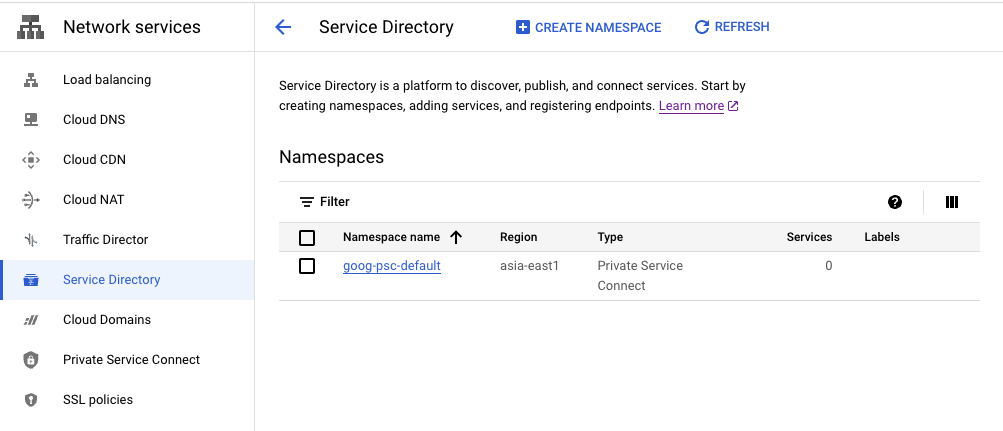 Network services
Service Directory
CREATE NAMESPACE
REFRESH
Load balancing
Cloud DNS
Cloud CDN
Cloud NAT
Traffic Director
Service Directory
Cloud Domains
Private Service Connect
SSL policies
Service Directory is a platform to discover, publish, and connect services. Start by
creating namespaces, adding services, and registering endpoints. Learn more
Namespaces
Filter
Namespace name Region Type Services Labels
goog-psc-default asia-east1 Private Service 0
Connect